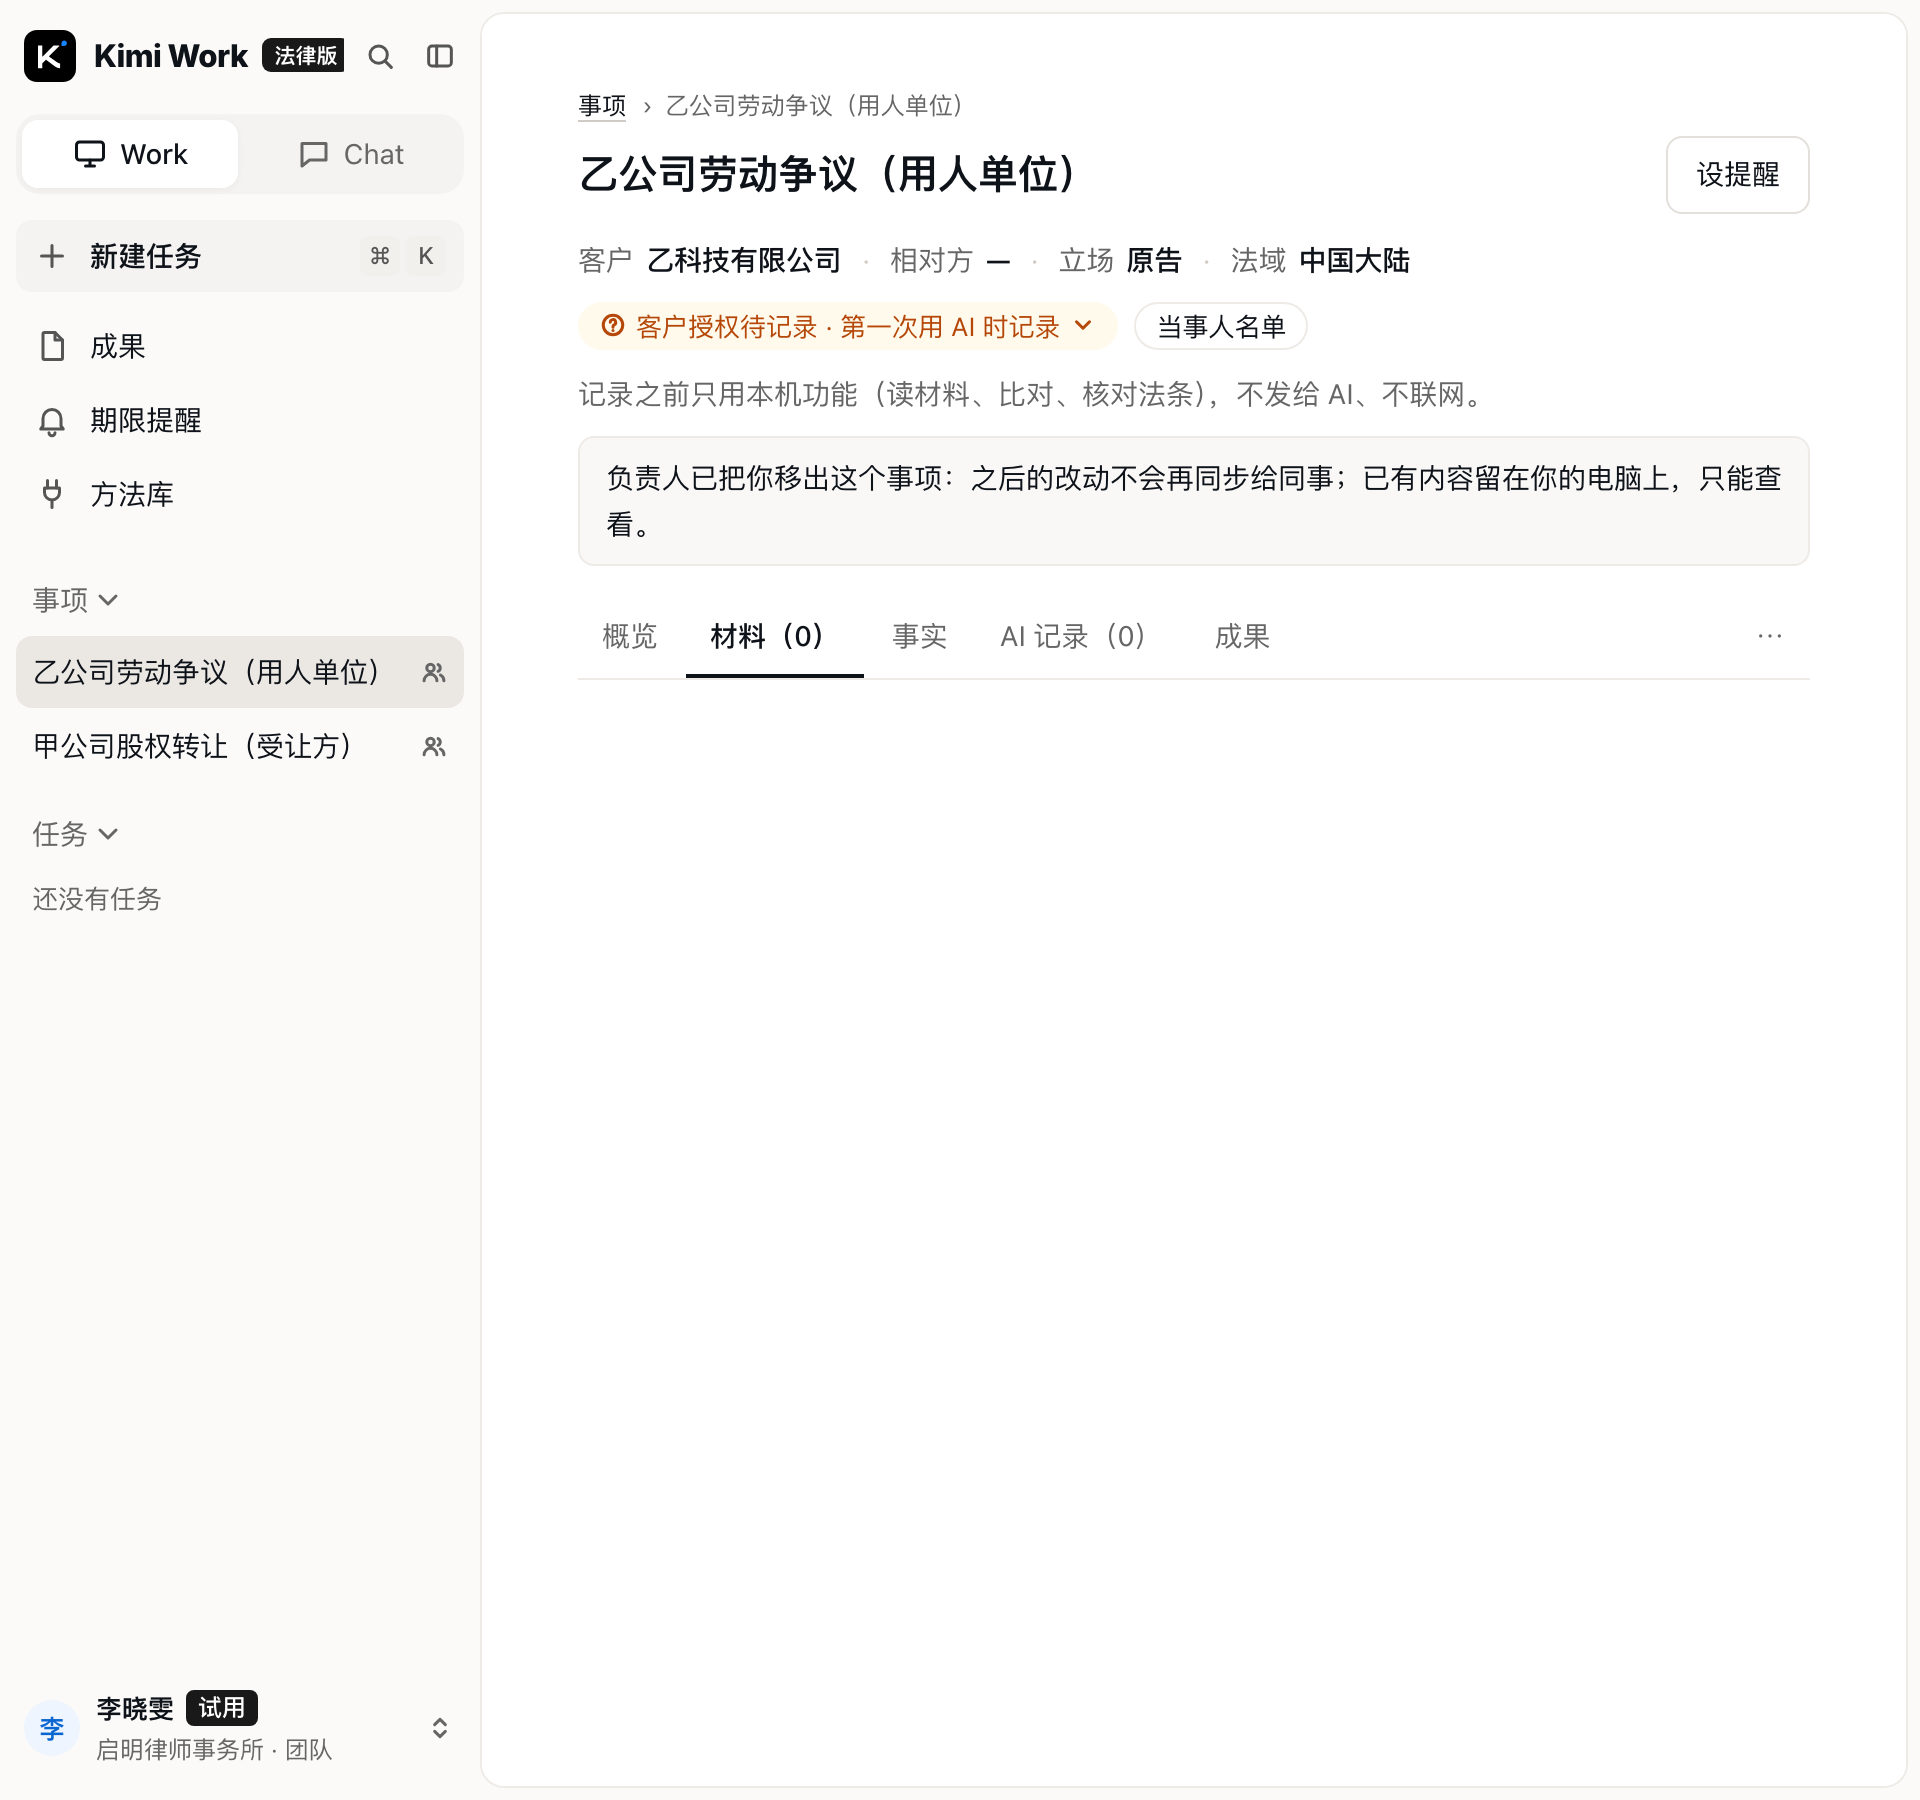 Kimi Work 法律版
Work
Chat
新建任务 ⌘ K
成果
期限提醒
方法库
事项
乙公司劳动争议（用人单位）
甲公司股权转让（受让方）
任务
还没有任务
李 李晓雯 试用
启明律师事务所 · 团队
事项 › 乙公司劳动争议（用人单位）
乙公司劳动争议（用人单位）
设提醒
客户 乙科技有限公司 · 相对方 — · 立场 原告 · 法域 中国大陆
客户授权待记录 · 第一次用 AI 时记录
当事人名单
记录之前只用本机功能（读材料、比对、核对法条），不发给 AI、不联网。
负责人已把你移出这个事项：之后的改动不会再同步给同事；已有内容留在你的电脑上，只能查
看。
概览 材料（0） 事实 AI 记录（0） 成果 ···